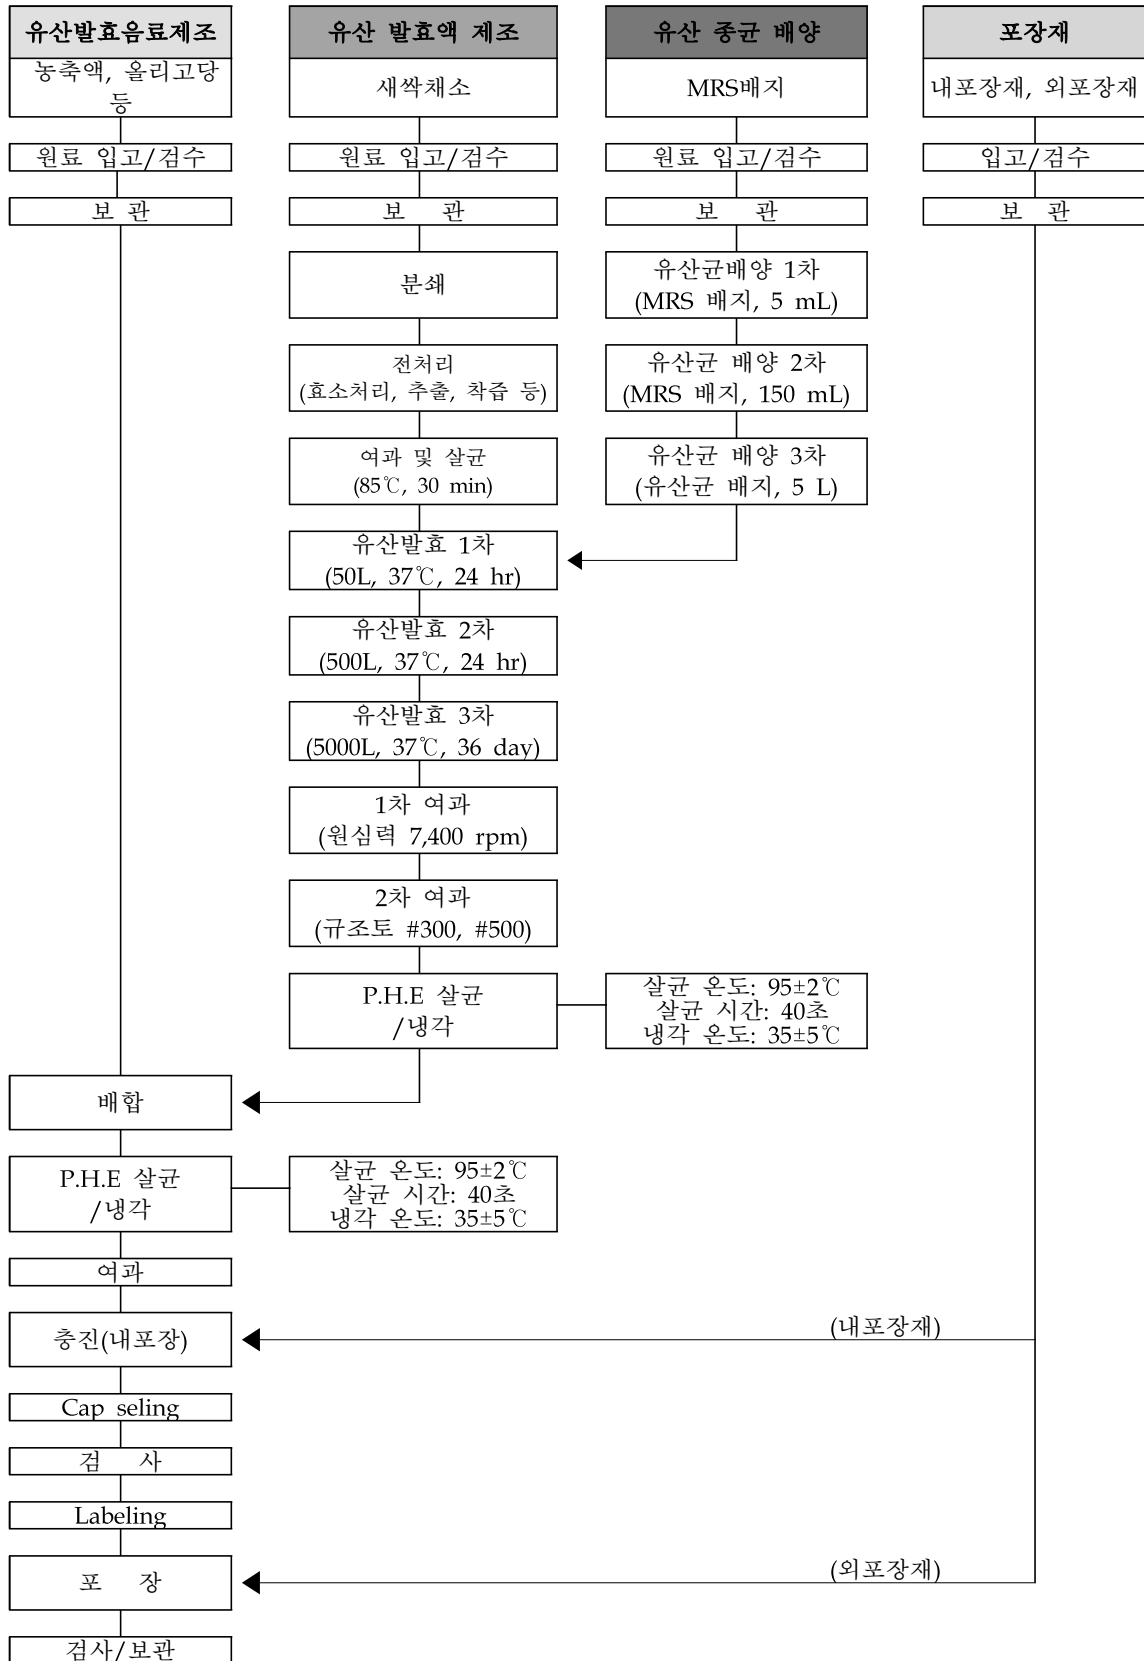 유산발효음료제조
유산 발효액 제조
유산 종균 배양
포장재
농축액, 올리고당
등
새싹채소
MRS배지
내포장재, 외포장재
원료 입고/검수
원료 입고/검수
원료 입고/검수
입고/검수
보 관
보 관
보 관
보 관
분쇄
유산균배양 1차
(MRS 배지, 5 mL)
전처리
(효소처리, 추출, 착즙 등)
유산균 배양 2차
(MRS 배지, 150 mL)
여과 및 살균
(85℃, 30 min)
유산균 배양 3차
(유산균 배지, 5 L)
유산발효 1차
(50L, 37℃, 24 hr)
유산발효 2차
(500L, 37℃, 24 hr)
유산발효 3차
(5000L, 37℃, 36 day)
1차 여과
(원심력 7,400 rpm)
2차 여과
(규조토 #300, #500)
P.H.E 살균
/냉각
살균 온도: 95±2℃
살균 시간: 40초
냉각 온도: 35±5℃
배합
P.H.E 살균
/냉각
살균 온도: 95±2℃
살균 시간: 40초
냉각 온도: 35±5℃
여과
충진(내포장)
(내포장재)
Cap seling
검 사
Labeling
포 장
(외포장재)
검사/보관